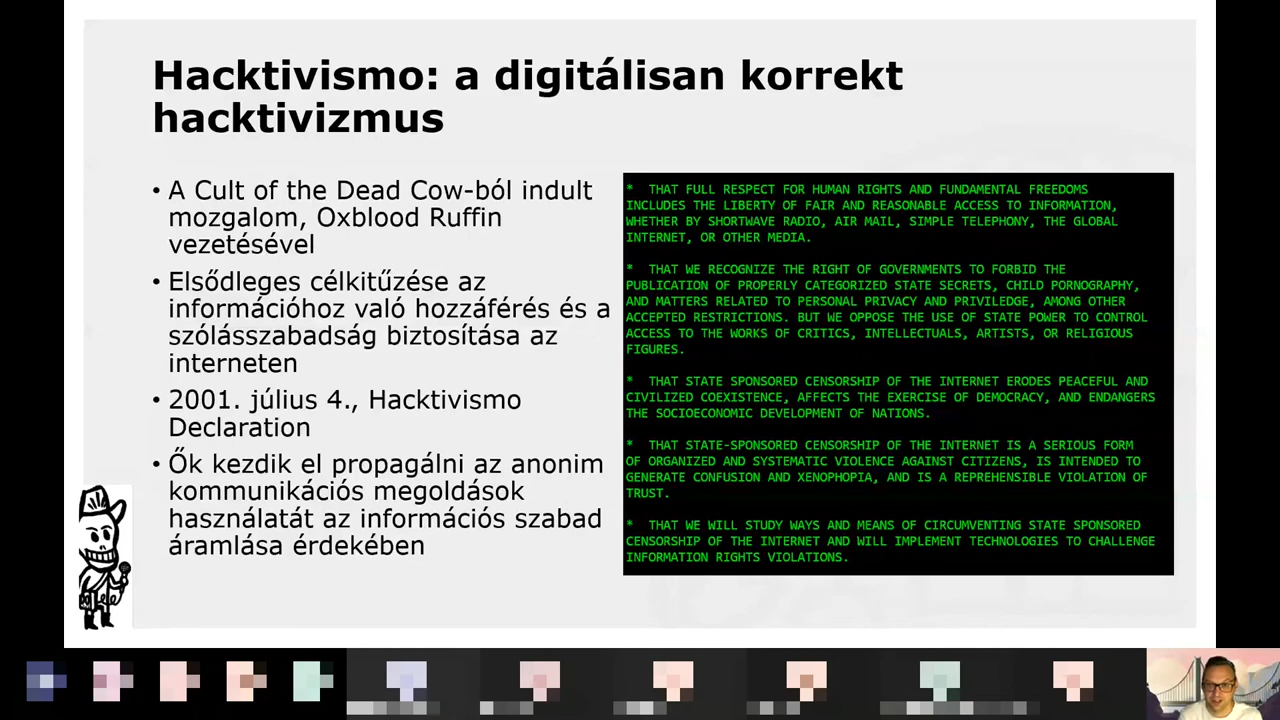 Hacktivismo: a digitálisan korrekt
hacktivizmus
• A Cult of the Dead Cow-ból indult
mozgalom, Oxblood Ruffin
vezetésével
• Elsődleges célkitűzése az
információhoz való hozzáférés és a
szólásszabadság biztosítása az
interneten
• 2001. július 4., Hacktivismo
Declaration
• Ők kezdik el propagálni az anonim
kommunikációs megoldások
használatát az információs szabad
áramlása érdekében
* THAT FULL RESPECT FOR HUMAN RIGHTS AND FUNDAMENTAL FREEDOMS
INCLUDES THE LIBERTY OF FAIR AND REASONABLE ACCESS TO INFORMATION,
WHETHER BY SHORTWAVE RADIO, AIR MAIL, SIMPLE TELEPHONY, THE GLOBAL
INTERNET, OR OTHER MEDIA.
* THAT WE RECOGNIZE THE RIGHT OF GOVERNMENTS TO FORBID THE
PUBLICATION OF PROPERLY CATEGORIZED STATE SECRETS, CHILD PORNOGRAPHY,
AND MATTERS RELATED TO PERSONAL PRIVACY AND PRIVILEDGE, AMONG OTHER
ACCEPTED RESTRICTIONS. BUT WE OPPOSE THE USE OF STATE POWER TO CONTROL
ACCESS TO THE WORKS OF CRITICS, INTELLECTUALS, ARTISTS, OR RELIGIOUS
FIGURES.
* THAT STATE SPONSORED CENSORSHIP OF THE INTERNET ERODES PEACEFUL AND
CIVILIZED COEXISTENCE, AFFECTS THE EXERCISE OF DEMOCRACY, AND ENDANGERS
THE SOCIOECONOMIC DEVELOPMENT OF NATIONS.
* THAT STATE-SPONSORED CENSORSHIP OF THE INTERNET IS A SERIOUS FORM
OF ORGANIZED AND SYSTEMATIC VIOLENCE AGAINST CITIZENS, IS INTENDED TO
GENERATE CONFUSION AND XENOPHOPIA, AND IS A REPREHENSIBLE VIOLATION OF
TRUST.
* THAT WE WILL STUDY WAYS AND MEANS OF CIRCUMVENTING STATE SPONSORED
CENSORSHIP OF THE INTERNET AND WILL IMPLEMENT TECHNOLOGIES TO CHALLENGE
INFORMATION RIGHTS VIOLATIONS.